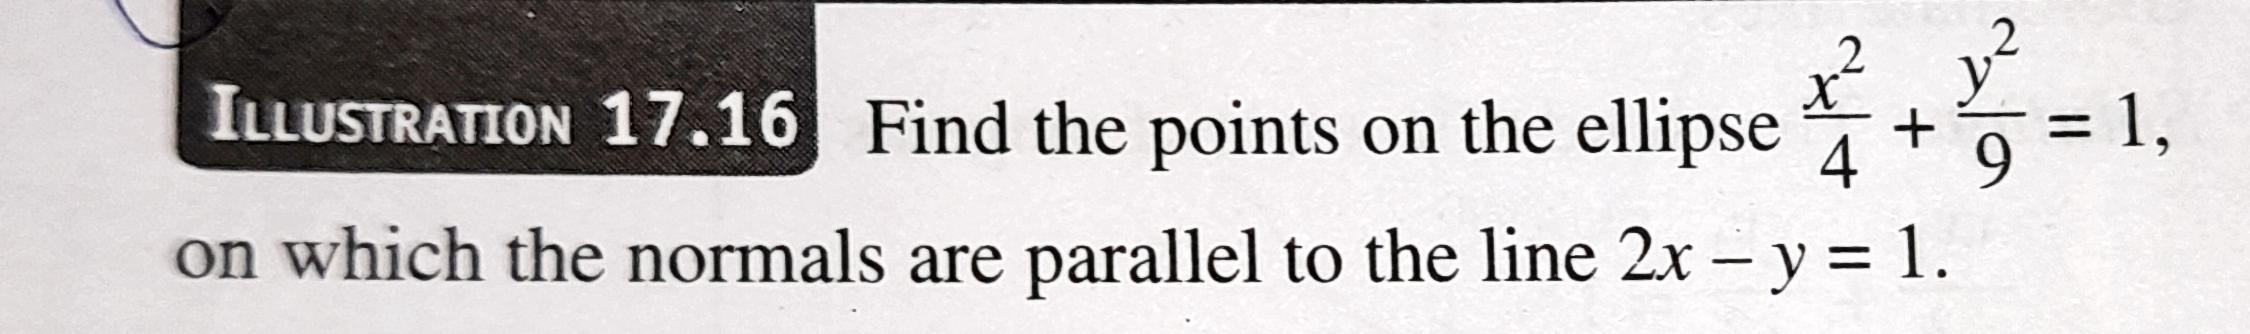 ILLUSTRATION 17.16 Find the points on the ellipse x²/4 + y²/9 = 1,
on which the normals are parallel to the line 2x – y = 1.